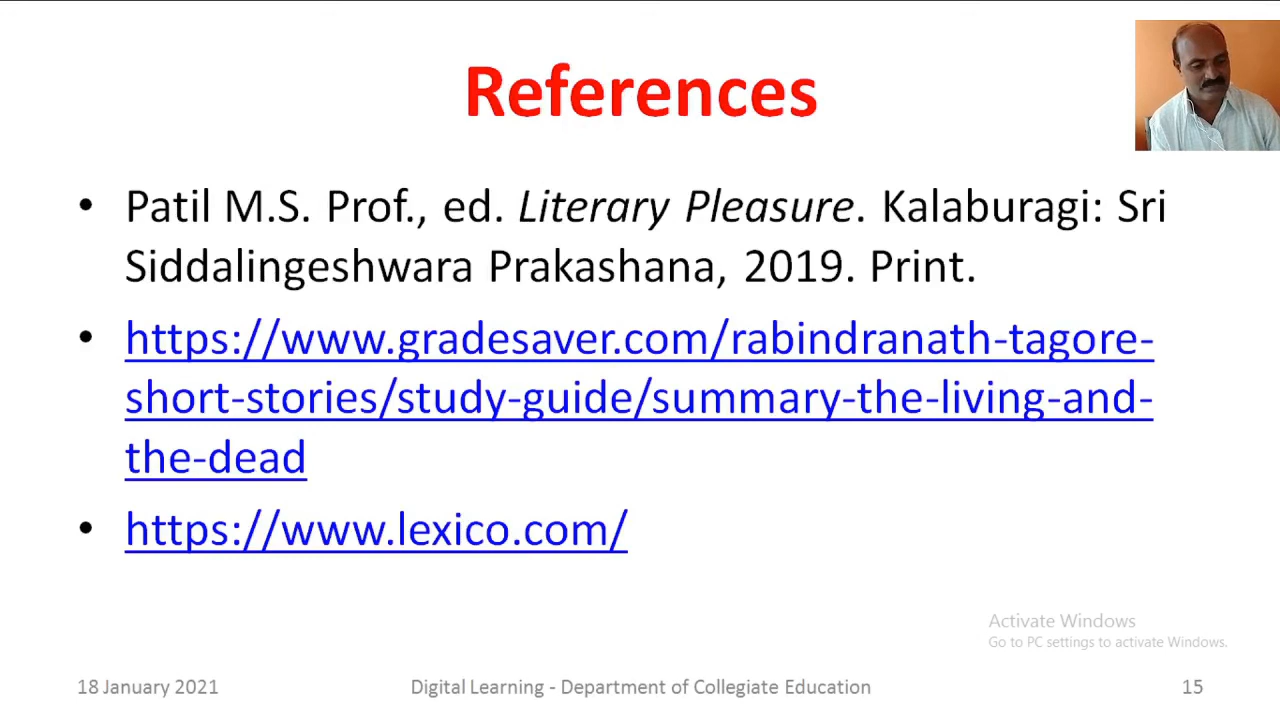 References
• Patil M.S. Prof., ed. Literary Pleasure. Kalaburagi: Sri
Siddalingeshwara Prakashana, 2019. Print.
• https://www.gradesaver.com/rabindranath-tagore-
short-stories/study-guide/summary-the-living-and-
the-dead
• https://www.lexico.com/
Activate Windows
Go to PC settings to activate Windows.
18 January 2021
Digital Learning - Department of Collegiate Education
15